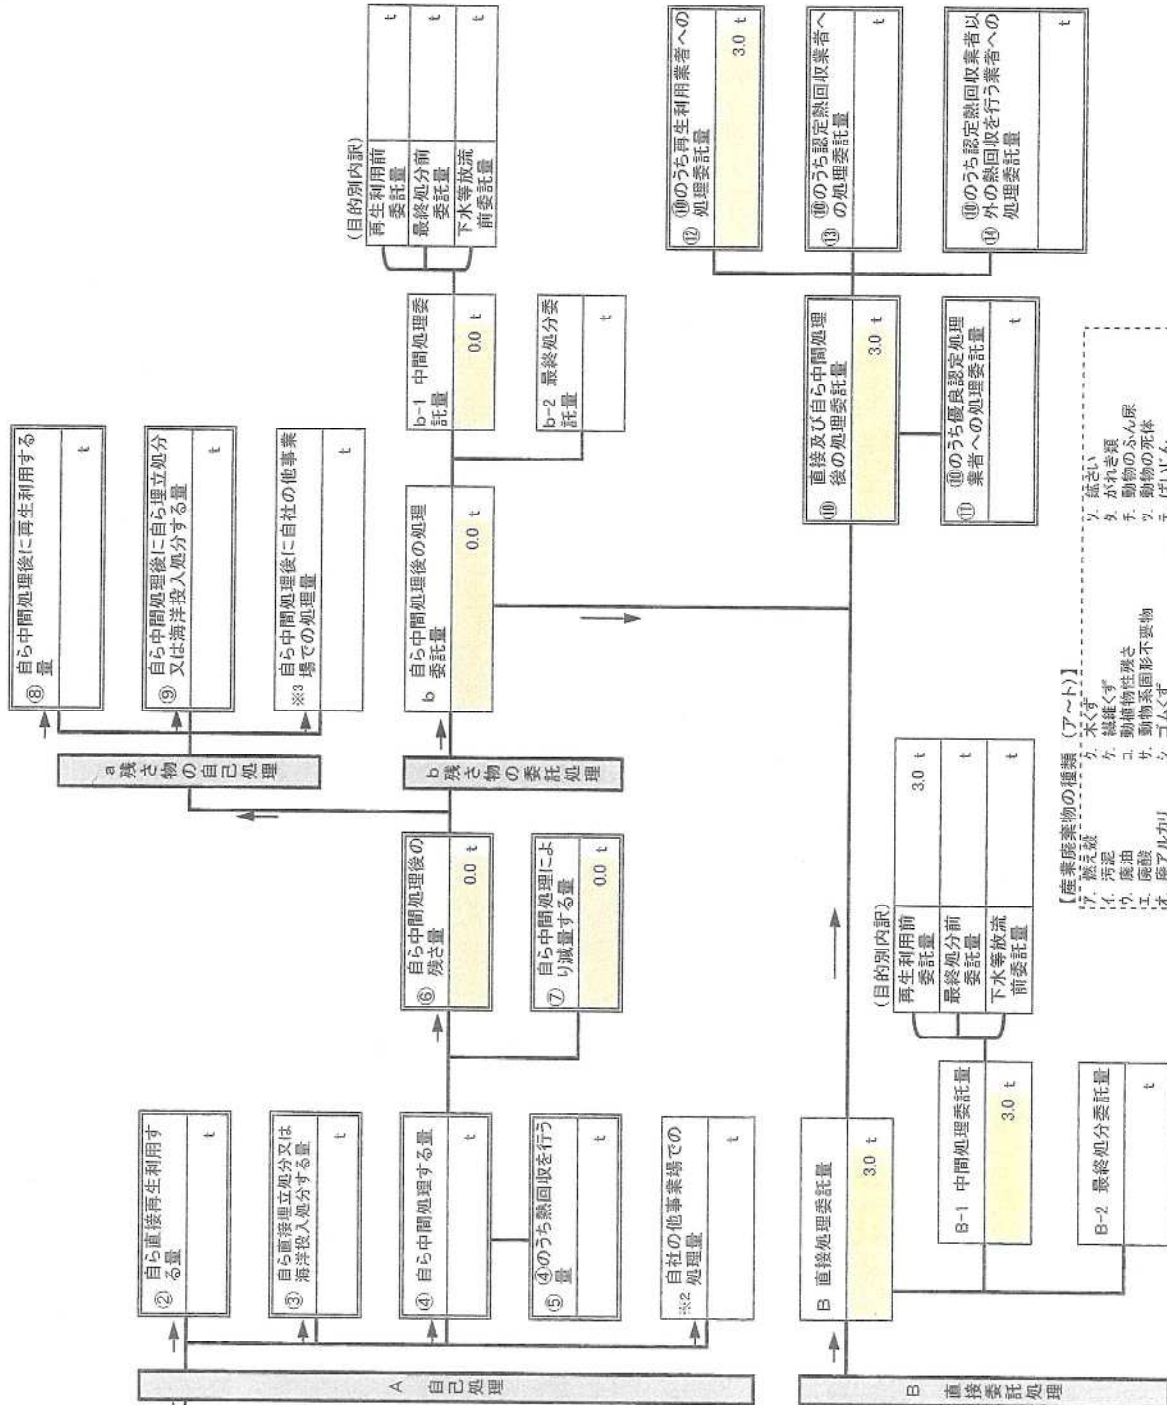 A 自己処理
② 自ら直接再生利用す
る量
t
③ 自ら直接埋立処分又は
海洋投入処分する量
t
④ 自ら中間処理する量
t
⑤ ④のうち熱回収を行う
量
t
※2 自社の他事業場での
処理量
t
⑥ 自ら中間処理後の
残さ量
0.0 t
⑦ 自ら中間処理によ
り減量する量
0.0 t
a
残さ物の自己処理
⑧ 自ら中間処理後に再生利用する
量
t
⑨ 自ら中間処理後に自ら埋立処分
又は海洋投入処分する量
t
※3 自ら中間処理後に自社の他事業
場での処理量
t
b
残さ物の委託処理
b 自ら中間処理後の処理
委託量
0.0 t
b-1 中間処理委
託量
0.0 t
b-2 最終処分委
託量
t
(目的別内訳)
再生利用前
委託量
t
最終処分前
委託量
t
下水等放流
前委託量
t
B 直接委託処理
B 直接処理委託量
3.0 t
B-1 中間処理委託量
3.0 t
B-2 最終処分委託量
t
(目的別内訳)
再生利用前
委託量
3.0 t
最終処分前
委託量
t
下水等放流
前委託量
t
⑩ 直接及び自ら中間処理
後の処理委託量
3.0 t
⑪ ⑩のうち優良認定処理
業者への処理委託量
t
⑫ ⑩のうち再生利用業者への
処理委託量
3.0 t
⑬ ⑩のうち認定熱回収業者へ
の処理委託量
t
⑭ ⑩のうち認定熱回収業者以
外の熱回収を行う業者への
処理委託量
t
【産業廃棄物の種類 (ア～ト)】
ア. 燃え殻
イ. 汚泥
ウ. 廃油
エ. 廃酸
オ. 廃アルカリ
ク. 木くず
ケ. 繊維くず
コ. 動植物性残さ
サ. 動物系固形不要物
シ. ゴムくず
ソ. 鉱さい
タ. がれき類
チ. 動物のふん尿
ツ. 動物の死体
テ. ばいじん